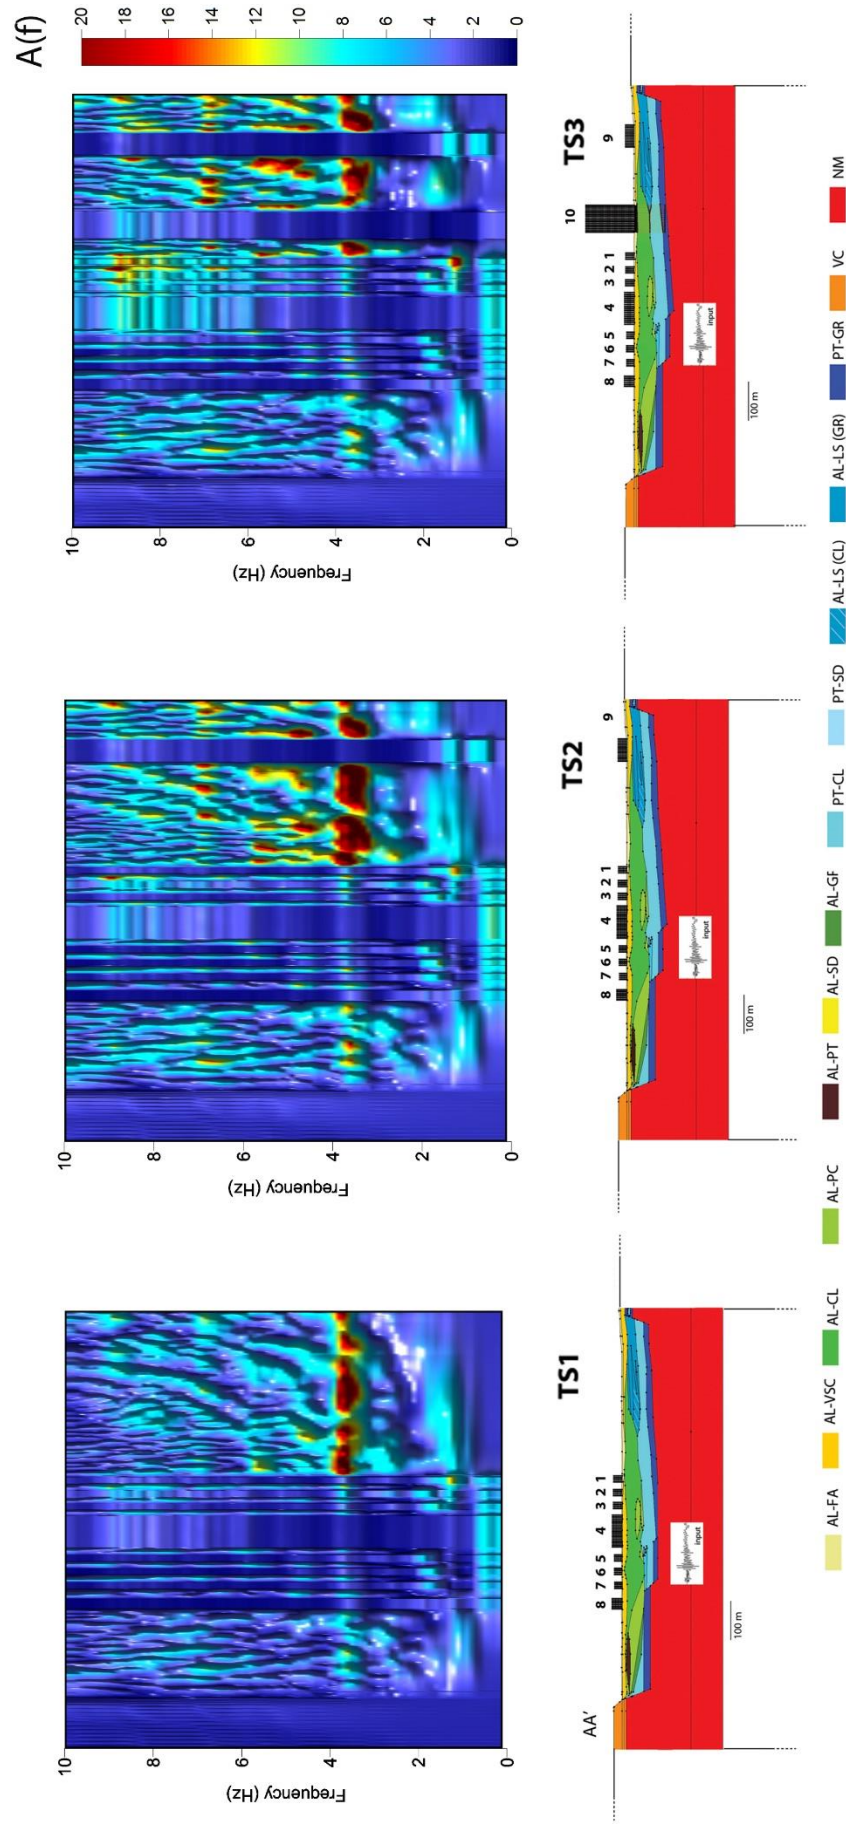 A(f)
20
18
16
14
12
10
8
6
4
2
0
10
8
6
4
2
0
Frequency (Hz)
10
8
6
4
2
0
Frequency (Hz)
10
8
6
4
2
0
Frequency (Hz)
TS1
AA'
8 7 6 5 4 3 2 1
input
100 m
TS2
8 7 6 5 4 3 2 1 9
input
100 m
TS3
8 7 6 5 4 3 2 1 10 9
input
100 m
AL-FA AL-VSC AL-CL AL-PC AL-PT AL-SD AL-GF PT-CL PT-SD AL-LS (CL) AL-LS (GR) PT-GR VC NM